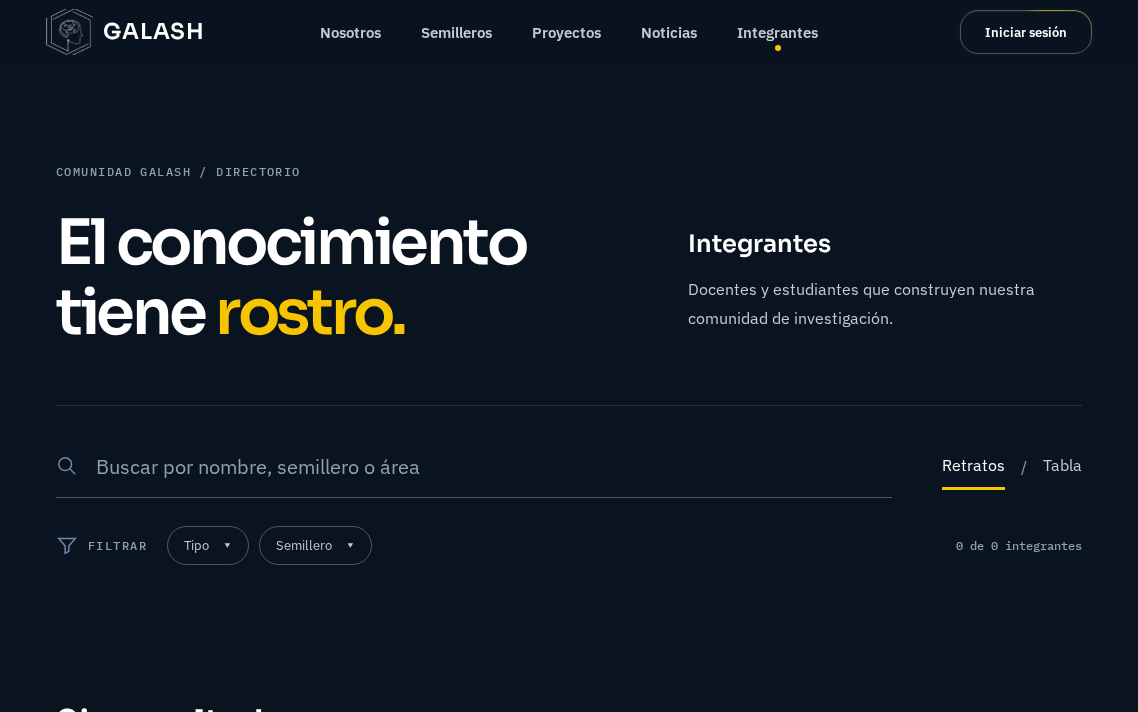 GALASH
Nosotros
Semilleros
Proyectos
Noticias
Integrantes
Iniciar sesión
COMUNIDAD GALASH / DIRECTORIO
El conocimiento
tiene rostro.
Integrantes
Docentes y estudiantes que construyen nuestra
comunidad de investigación.
Buscar por nombre, semillero o área
Retratos / Tabla
FILTRAR
Tipo ▼
Semillero ▼
0 de 0 integrantes